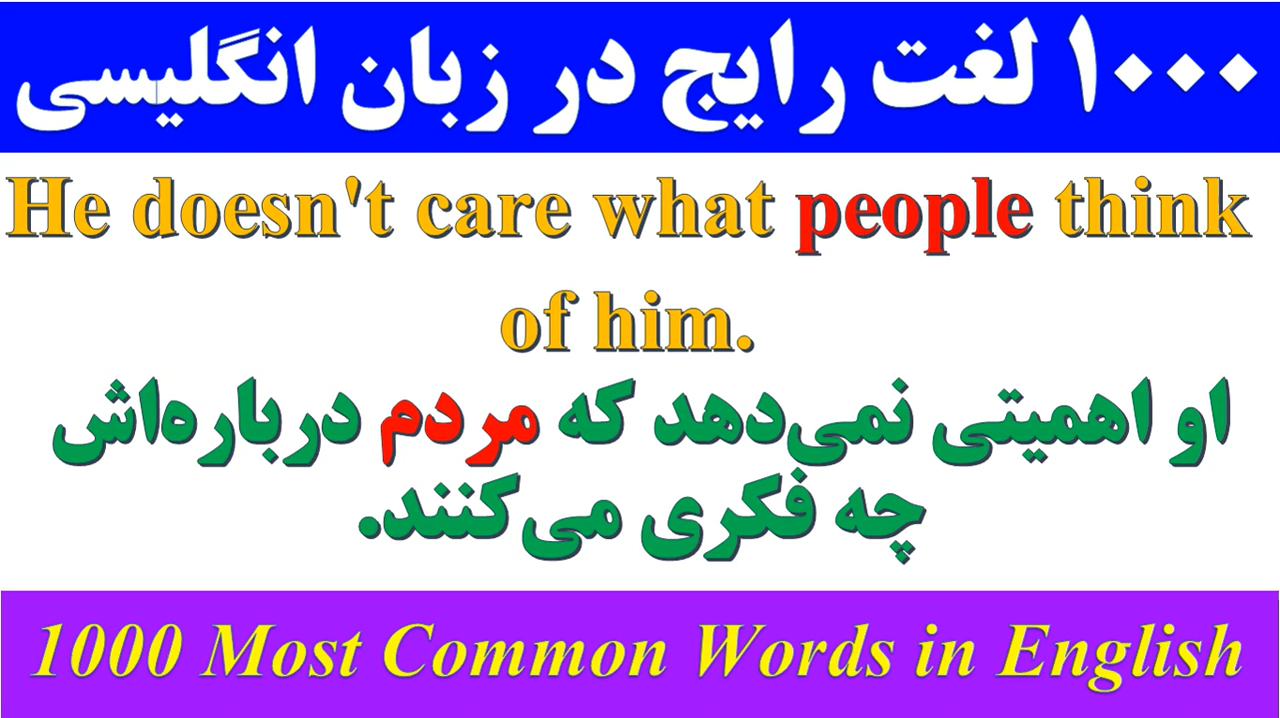 ۱۰۰۰ لغت رایج در زبان انگلیسی
He doesn't care what people think
of him.
او اهمیتی نمی‌دهد که مردم درباره‌اش
چه فکری می‌کنند.
1000 Most Common Words in English